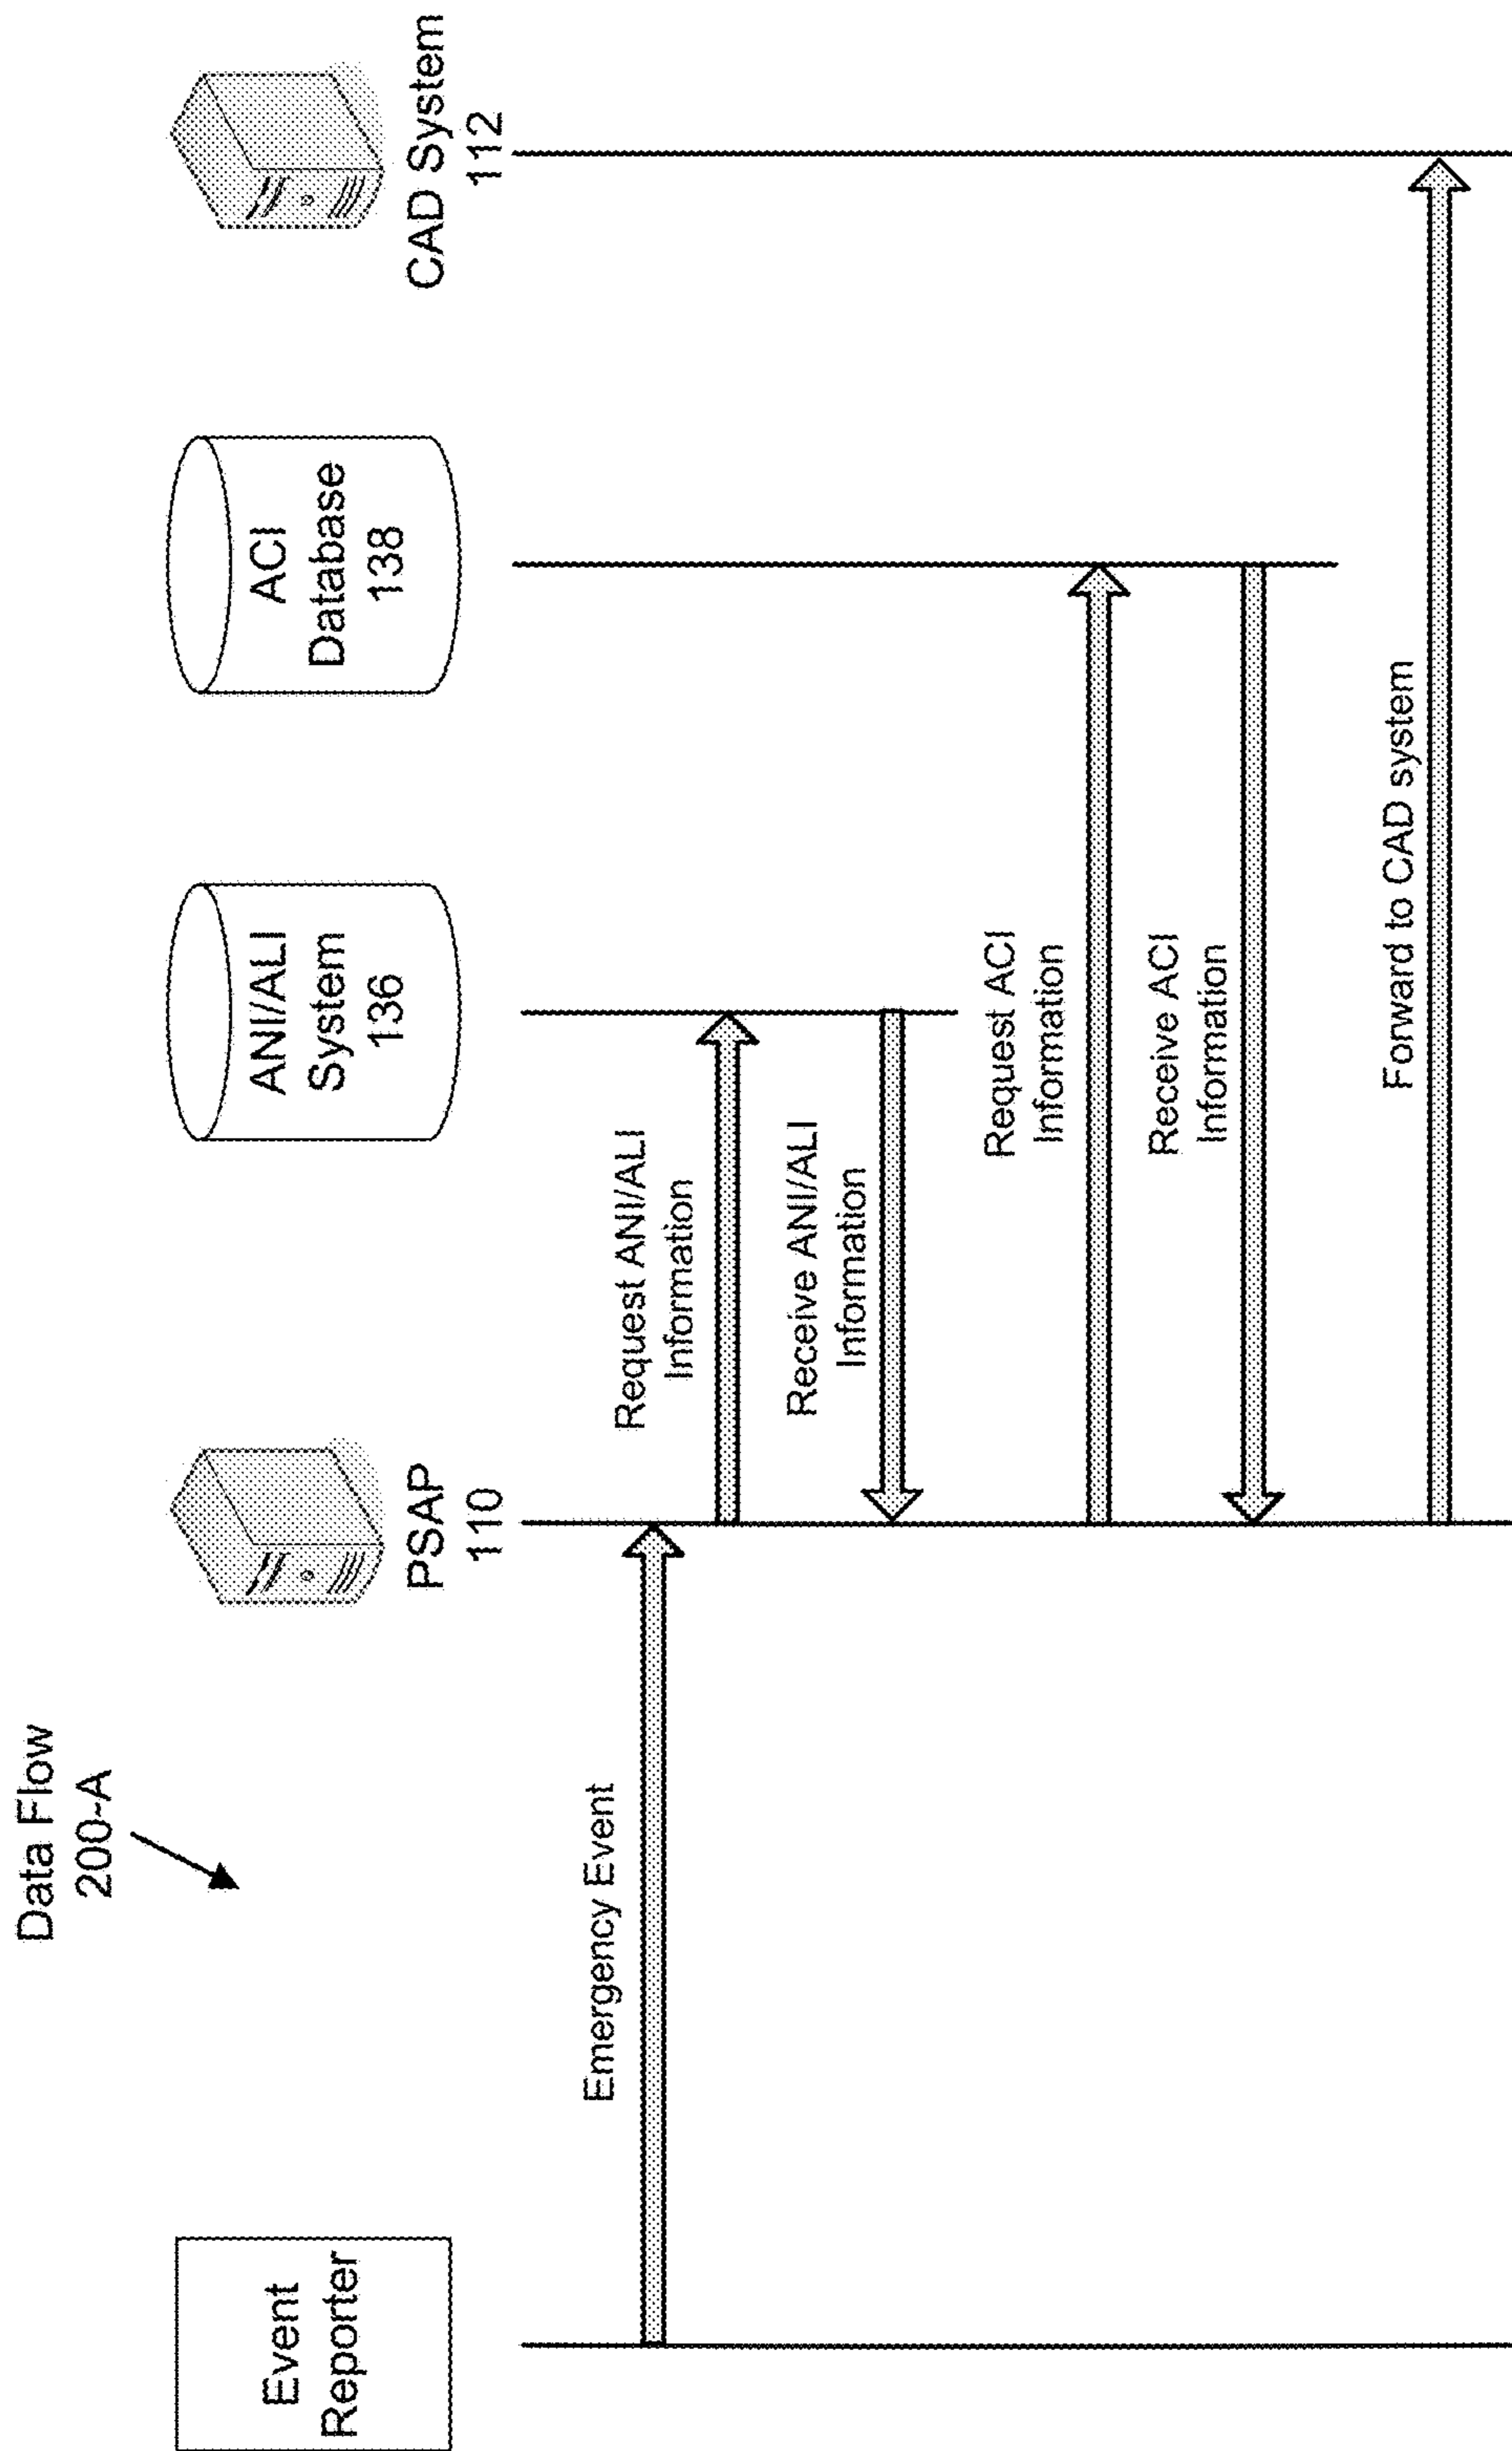 Data Flow
200-A
Event
Reporter
PSAP
110
ANI/ALI
System
136
ACI
Database
138
CAD System
112
Emergency Event
Request ANI/ALI
Information
Receive ANI/ALI
Information
Request ACI
Information
Receive ACI
Information
Forward to CAD system